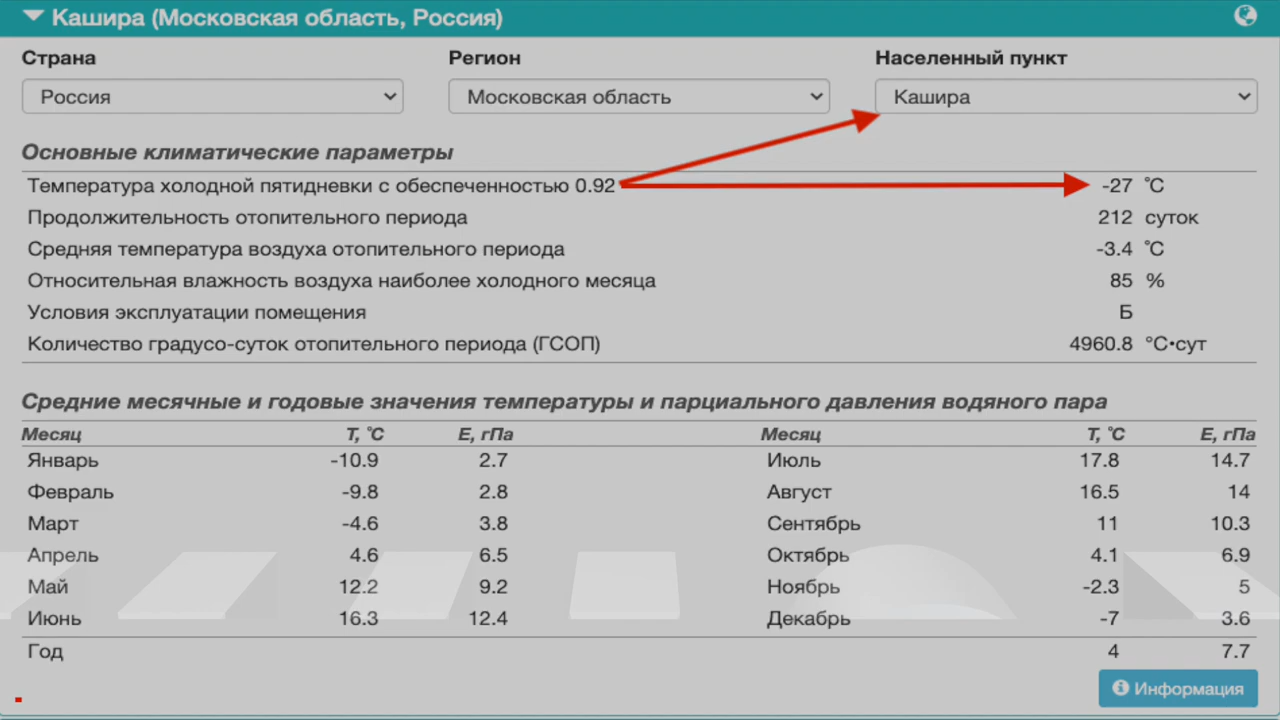 Кашира (Московская область, Россия)
Страна Регион Населенный пункт
Россия Московская область Кашира
Основные климатические параметры
Температура холодной пятидневки с обеспеченностью 0.92 -27 ˚C
Продолжительность отопительного периода 212 суток
Средняя температура воздуха отопительного периода -3.4 ˚C
Относительная влажность воздуха наиболее холодного месяца 85 %
Условия эксплуатации помещения Б
Количество градусо-суток отопительного периода (ГСОП) 4960.8 °С•сут
Средние месячные и годовые значения температуры и парциального давления водяного пара
Месяц T, ˚C E, гПа Месяц T, ˚C E, гПа
Январь -10.9 2.7 Июль 17.8 14.7
Февраль -9.8 2.8 Август 16.5 14
Март -4.6 3.8 Сентябрь 11 10.3
Апрель 4.6 6.5 Октябрь 4.1 6.9
Май 12.2 9.2 Ноябрь -2.3 5
Июнь 16.3 12.4 Декабрь -7 3.6
Год 4 7.7
Информация